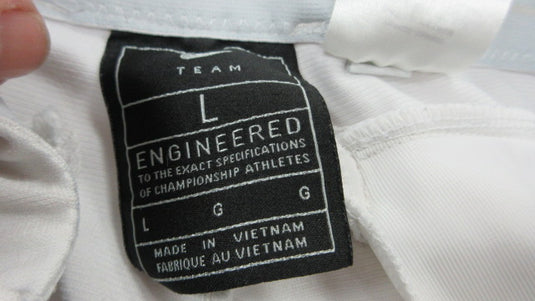 TEAM
L
ENGINEERED
TO THE EXACT SPECIFICATIONS
OF CHAMPIONSHIP ATHLETES
L G G
MADE IN VIETNAM
FABRIQUE AU VIETNAM